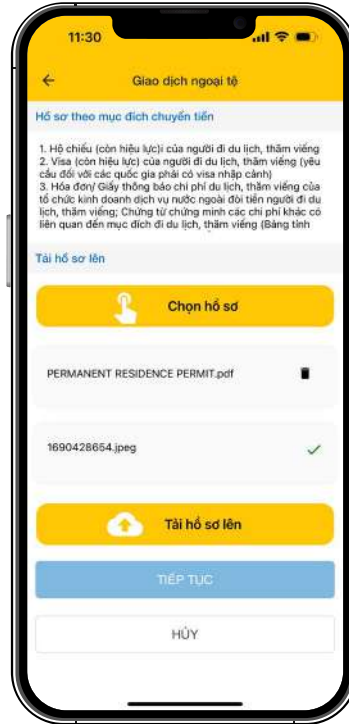 11:30
Giao dịch ngoại tệ
Hồ sơ theo mục đích chuyển tiền
1. Hộ chiếu (còn hiệu lực)i của người đi du lịch, thăm viếng
2. Visa (còn hiệu lực) của người đi du lịch, thăm viếng (yêu
cầu đối với các quốc gia phải có visa nhập cảnh)
3. Hóa đơn/ Giấy thông báo chi phí du lịch, thăm viếng của
tổ chức kinh doanh dịch vụ nước ngoài đòi tiền người đi du
lịch, thăm viếng; Chứng từ chứng minh các chi phí khác có
liên quan đến mục đích đi du lịch, thăm viếng (Bảng tính
Tải hồ sơ lên
Chọn hồ sơ
PERMANENT RESIDENCE PERMIT.pdf
1690428654.jpeg
Tải hồ sơ lên
TIẾP TỤC
HỦY